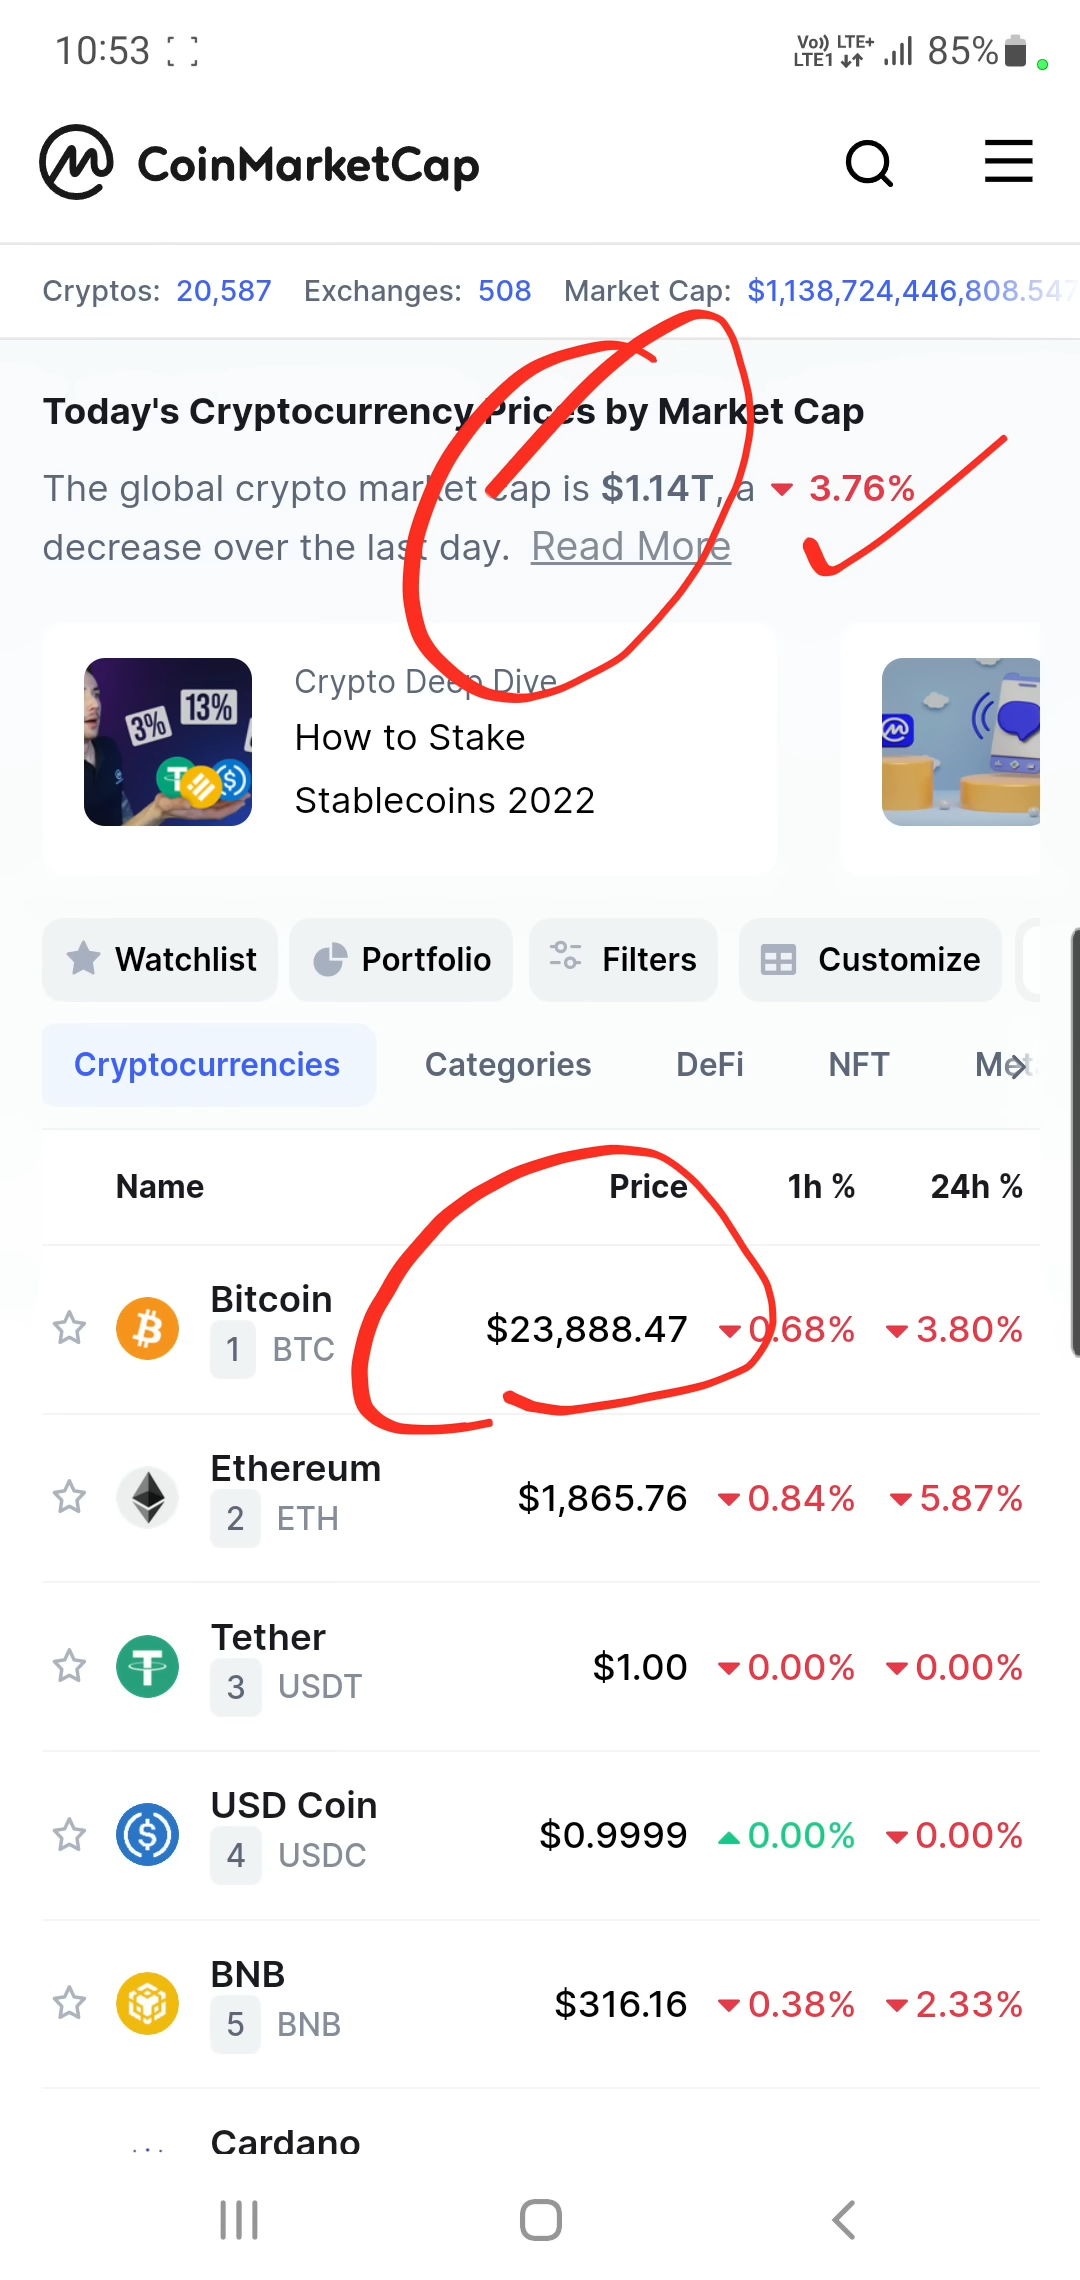 10:53
Vo)) LTE+
LTE1
85%
CoinMarketCap
Cryptos: 20,587 Exchanges: 508 Market Cap: $1,138,724,446,808.547
Today's Cryptocurrency Prices by Market Cap
The global crypto market cap is $1.14T, a ▼ 3.76%
decrease over the last day. Read More
3% 13%
Crypto Deep Dive
How to Stake
Stablecoins 2022
Watchlist Portfolio Filters Customize
Cryptocurrencies Categories DeFi NFT
Name Price 1h % 24h %
Bitcoin
1 BTC $23,888.47 ▼ 0.68% ▼ 3.80%
Ethereum
2 ETH $1,865.76 ▼ 0.84% ▼ 5.87%
Tether
3 USDT $1.00 ▼ 0.00% ▼ 0.00%
USD Coin
4 USDC $0.9999 ▲ 0.00% ▼ 0.00%
BNB
5 BNB $316.16 ▼ 0.38% ▼ 2.33%
Cardano